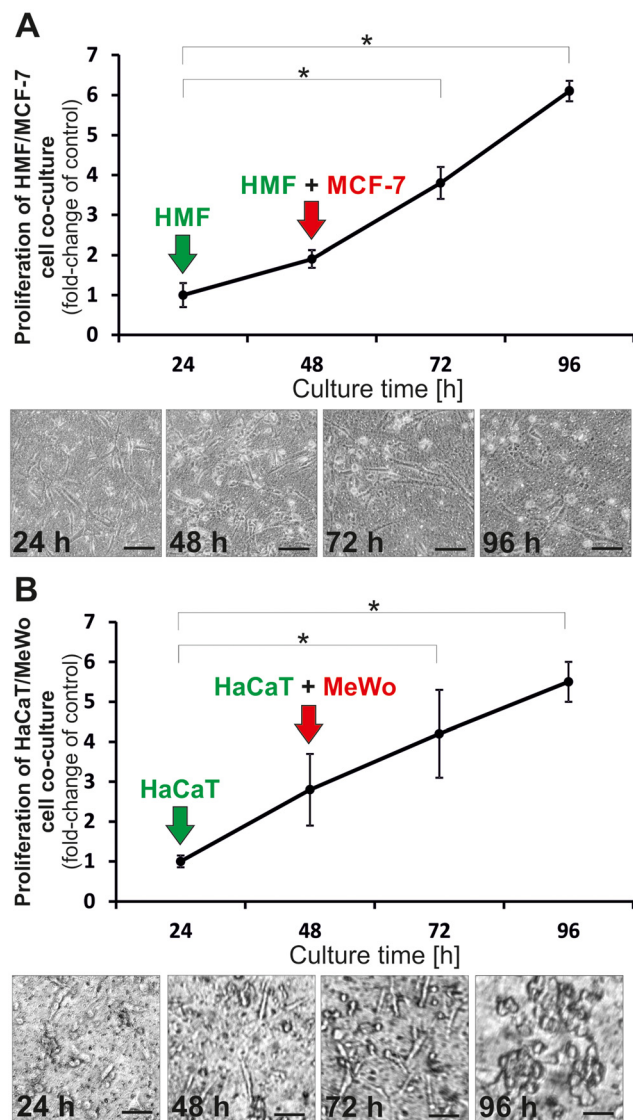 A
Proliferation of HMF/MCF-7
cell co-culture
(fold-change of control)
7
6
5
4
3
2
1
0
*
*
HMF + MCF-7
HMF
24 48 72 96
Culture time [h]
24 h 48 h 72 h 96 h
B
Proliferation of HaCaT/MeWo
cell co-culture
(fold-change of control)
7
6
5
4
3
2
1
0
*
*
HaCaT + MeWo
HaCaT
24 48 72 96
Culture time [h]
24 h 48 h 72 h 96 h